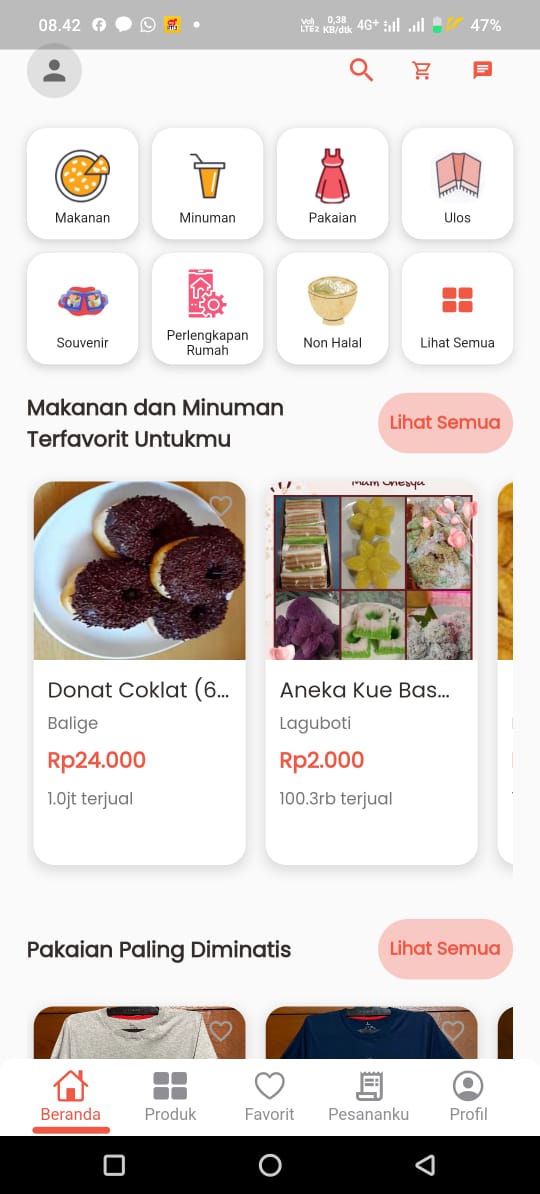 08.42
VoB
LTE2
0,38
KB/dtk
4G+
47%
Makanan
Minuman
Pakaian
Ulos
Souvenir
Perlengkapan
Rumah
Non Halal
Lihat Semua
Makanan dan Minuman
Terfavorit Untukmu
Lihat Semua
Mam Shesya
Donat Coklat (6...
Balige
Rp24.000
1.0jt terjual
Aneka Kue Bas...
Laguboti
Rp2.000
100.3rb terjual
Pakaian Paling Diminatis
Lihat Semua
Beranda
Produk
Favorit
Pesananku
Profil